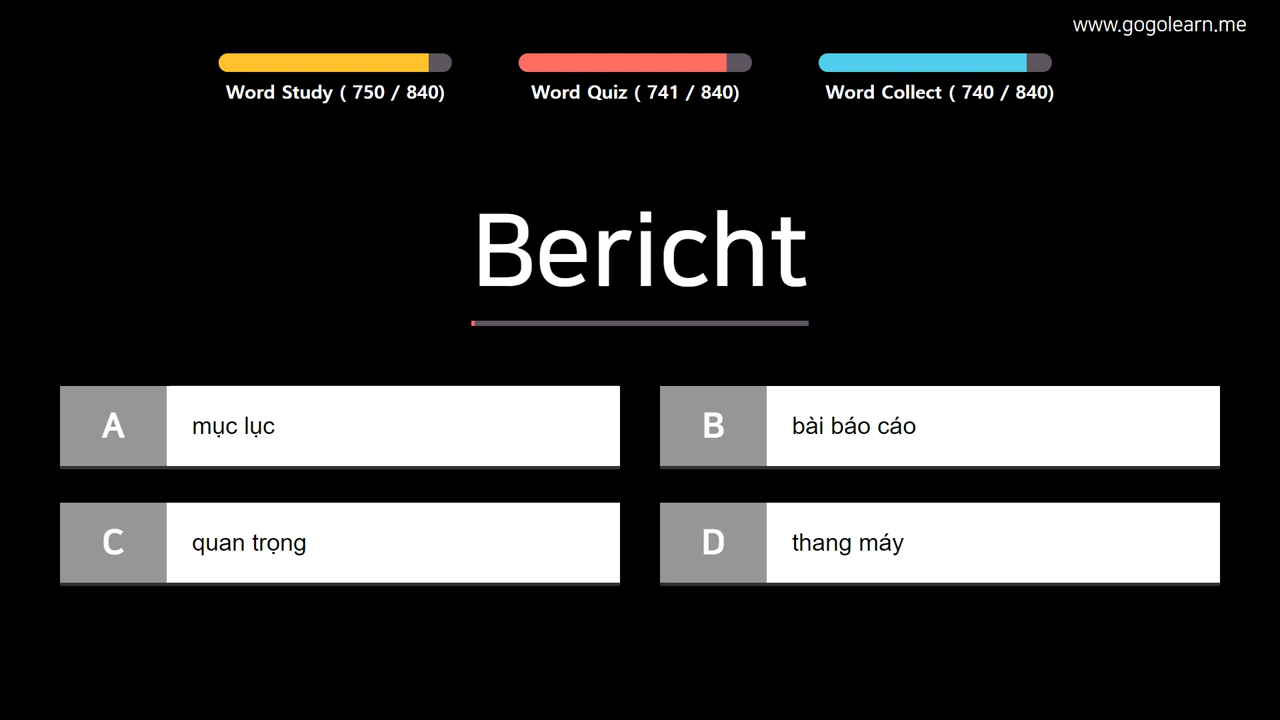 www.gogolearn.me
Word Study ( 750 / 840)
Word Quiz ( 741 / 840)
Word Collect ( 740 / 840)
Bericht
A
mục lục
B
bài báo cáo
C
quan trọng
D
thang máy